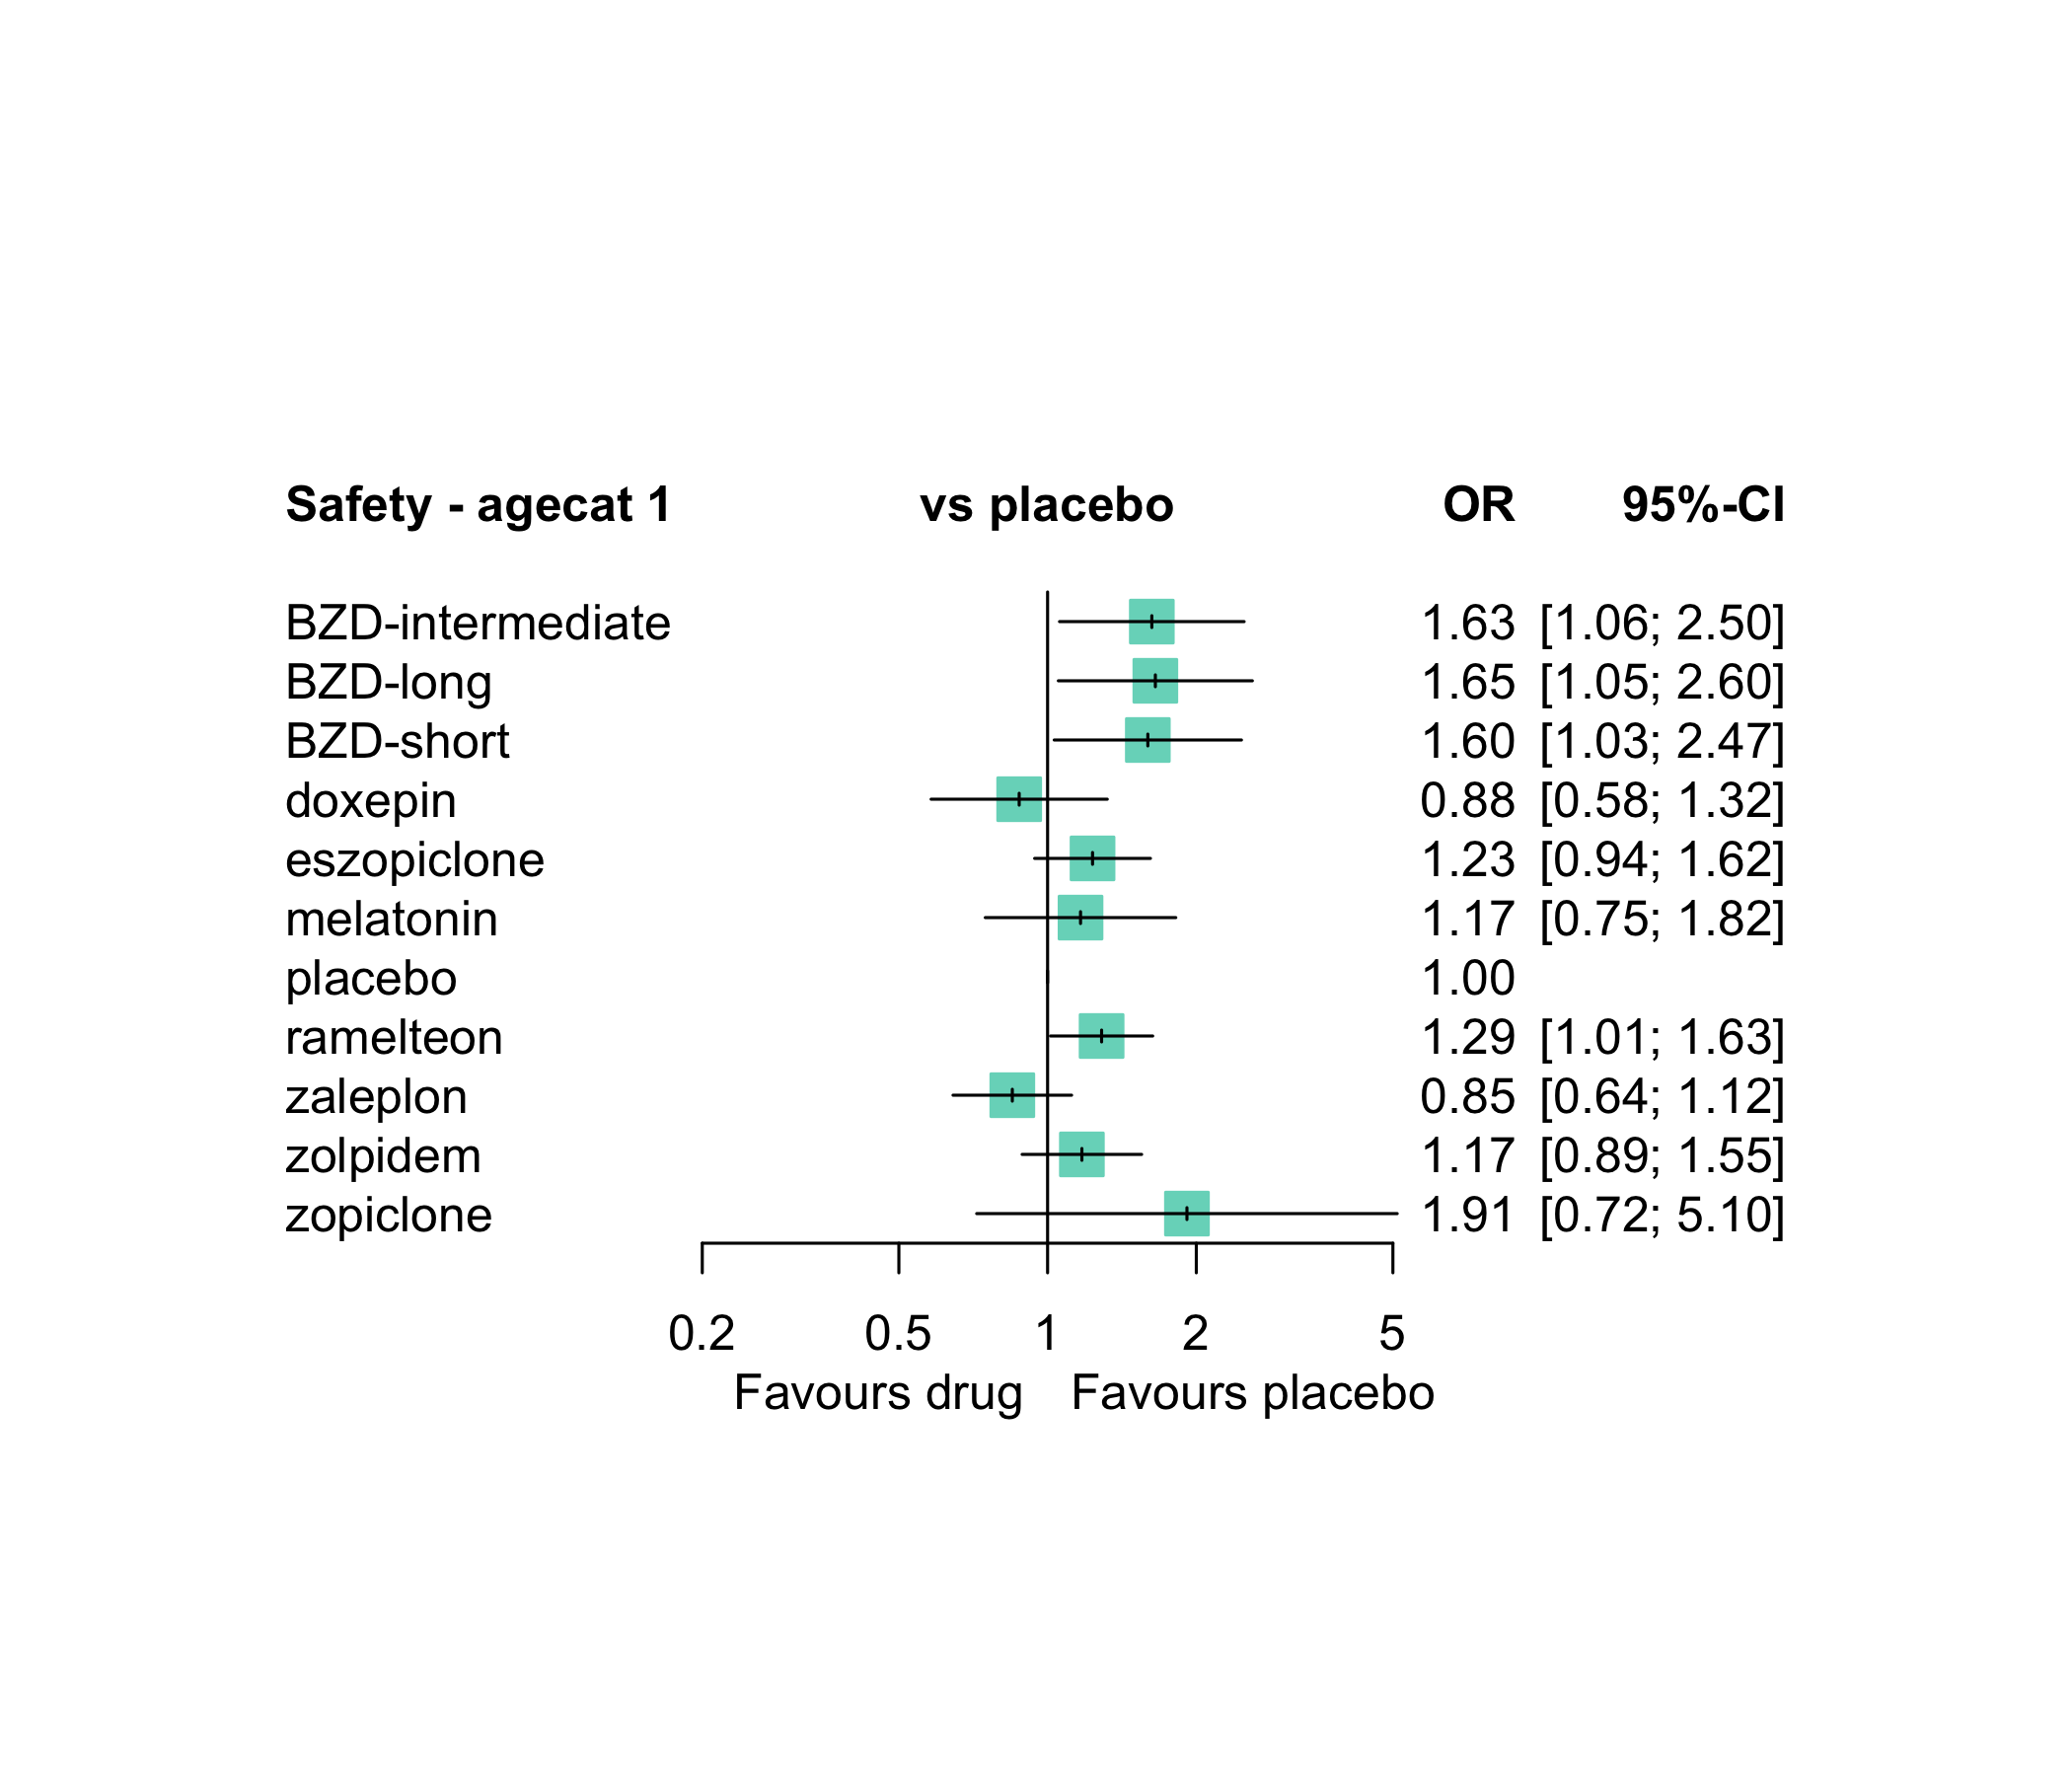 Safety - agecat 1 vs placebo OR 95%-CI
BZD-intermediate 1.63 [1.06; 2.50]
BZD-long 1.65 [1.05; 2.60]
BZD-short 1.60 [1.03; 2.47]
doxepin 0.88 [0.58; 1.32]
eszopiclone 1.23 [0.94; 1.62]
melatonin 1.17 [0.75; 1.82]
placebo 1.00
ramelteon 1.29 [1.01; 1.63]
zaleplon 0.85 [0.64; 1.12]
zolpidem 1.17 [0.89; 1.55]
zopiclone 1.91 [0.72; 5.10]
0.2 0.5 1 2 5
Favours drug Favours placebo